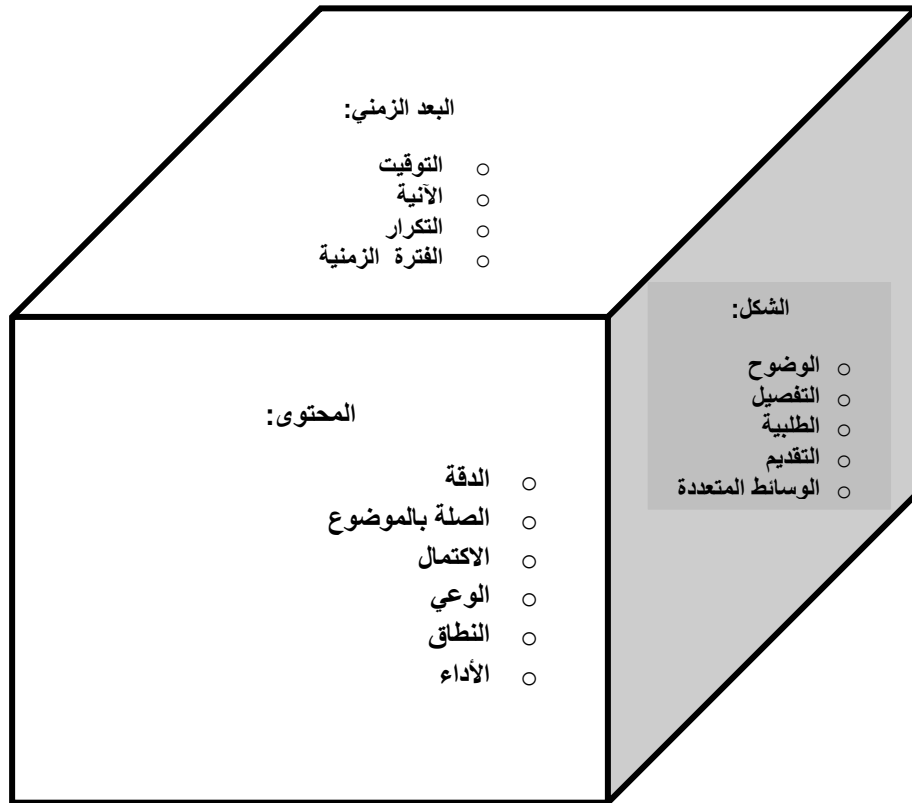 البعد الزمني:
○ التوقيت
○ الآنية
○ التكرار
○ الفترة الزمنية
الشكل:
○ الوضوح
○ التفصيل
○ الطلبية
○ التقديم
○ الوسائط المتعددة
المحتوى:
○ الدقة
○ الصلة بالموضوع
○ الاكتمال
○ الوعي
○ النطاق
○ الأداء